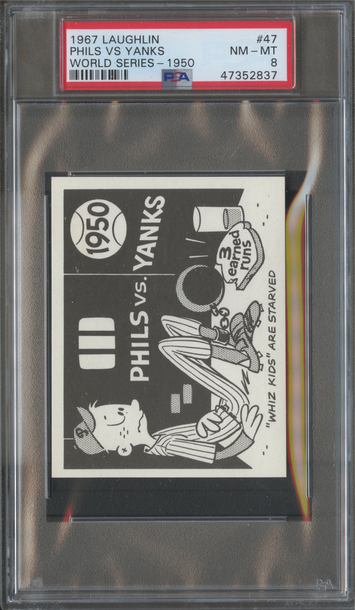 1967 LAUGHLIN #47
PHILS VS YANKS NM - MT
WORLD SERIES - 1950 PSA 8
47352837
1950
PHILS VS. YANKS
3
earned
runs
"WHIZ KIDS" ARE STARVED